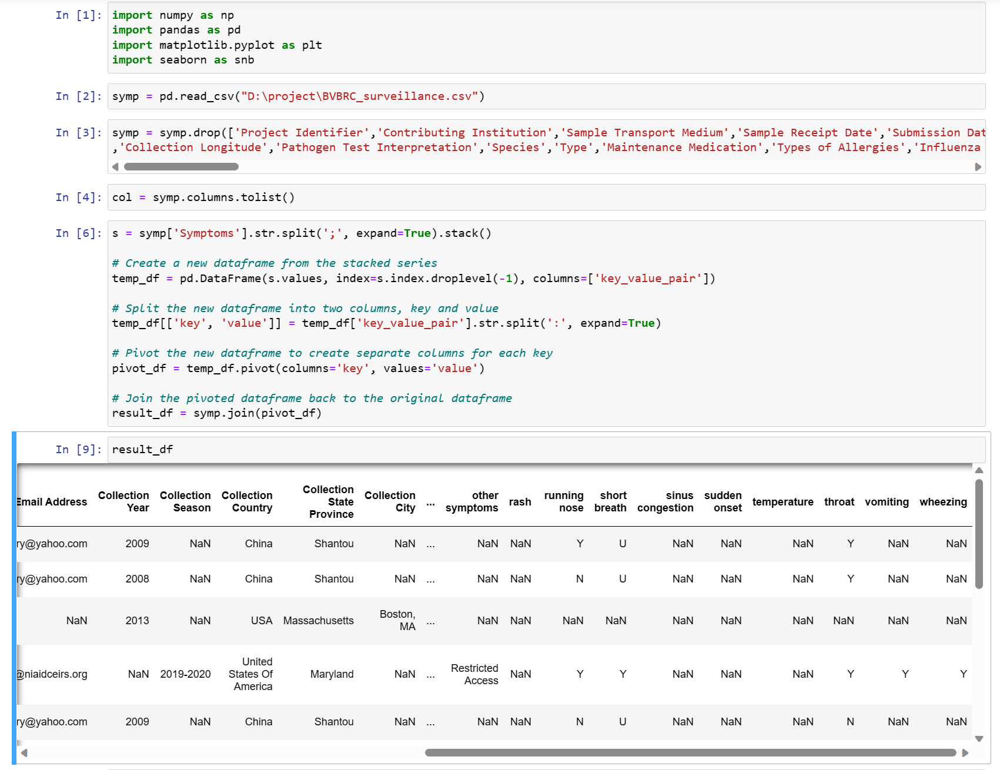 In [1]: import numpy as np
import pandas as pd
import matplotlib.pyplot as plt
import seaborn as snb
In [2]: symp = pd.read_csv("D:\project\BVBRC_surveillance.csv")
In [3]: symp = symp.drop(['Project Identifier','Contributing Institution','Sample Transport Medium','Sample Receipt Date','Submission Dat
,'Collection Longitude','Pathogen Test Interpretation','Species','Type','Maintenance Medication','Types of Allergies','Influenza
In [4]: col = symp.columns.tolist()
In [6]: s = symp['Symptoms'].str.split(';', expand=True).stack()
# Create a new dataframe from the stacked series
temp_df = pd.DataFrame(s.values, index=s.index.droplevel(-1), columns=['key_value_pair'])
# Split the new dataframe into two columns, key and value
temp_df[['key', 'value']] = temp_df['key_value_pair'].str.split(':', expand=True)
# Pivot the new dataframe to create separate columns for each key
pivot_df = temp_df.pivot(columns='key', values='value')
# Join the pivoted dataframe back to the original dataframe
result_df = symp.join(pivot_df)
In [9]: result_df
Email Address Collection Year Collection Season Collection Country Collection State Province Collection City ... other symptoms rash running nose short breath sinus congestion sudden onset temperature throat vomiting wheezing
ry@yahoo.com 2009 NaN China Shantou NaN ... NaN NaN Y U NaN NaN NaN Y NaN NaN
ry@yahoo.com 2008 NaN China Shantou NaN ... NaN NaN N U NaN NaN NaN Y NaN NaN
NaN 2013 NaN USA Massachusetts Boston, MA ... NaN NaN NaN NaN NaN NaN NaN NaN NaN NaN
@niaidceirs.org NaN 2019-2020 United States Of America Maryland NaN ... Restricted Access NaN Y Y NaN NaN NaN Y Y Y
ry@yahoo.com 2009 NaN China Shantou NaN ... NaN NaN N U NaN NaN NaN N NaN NaN